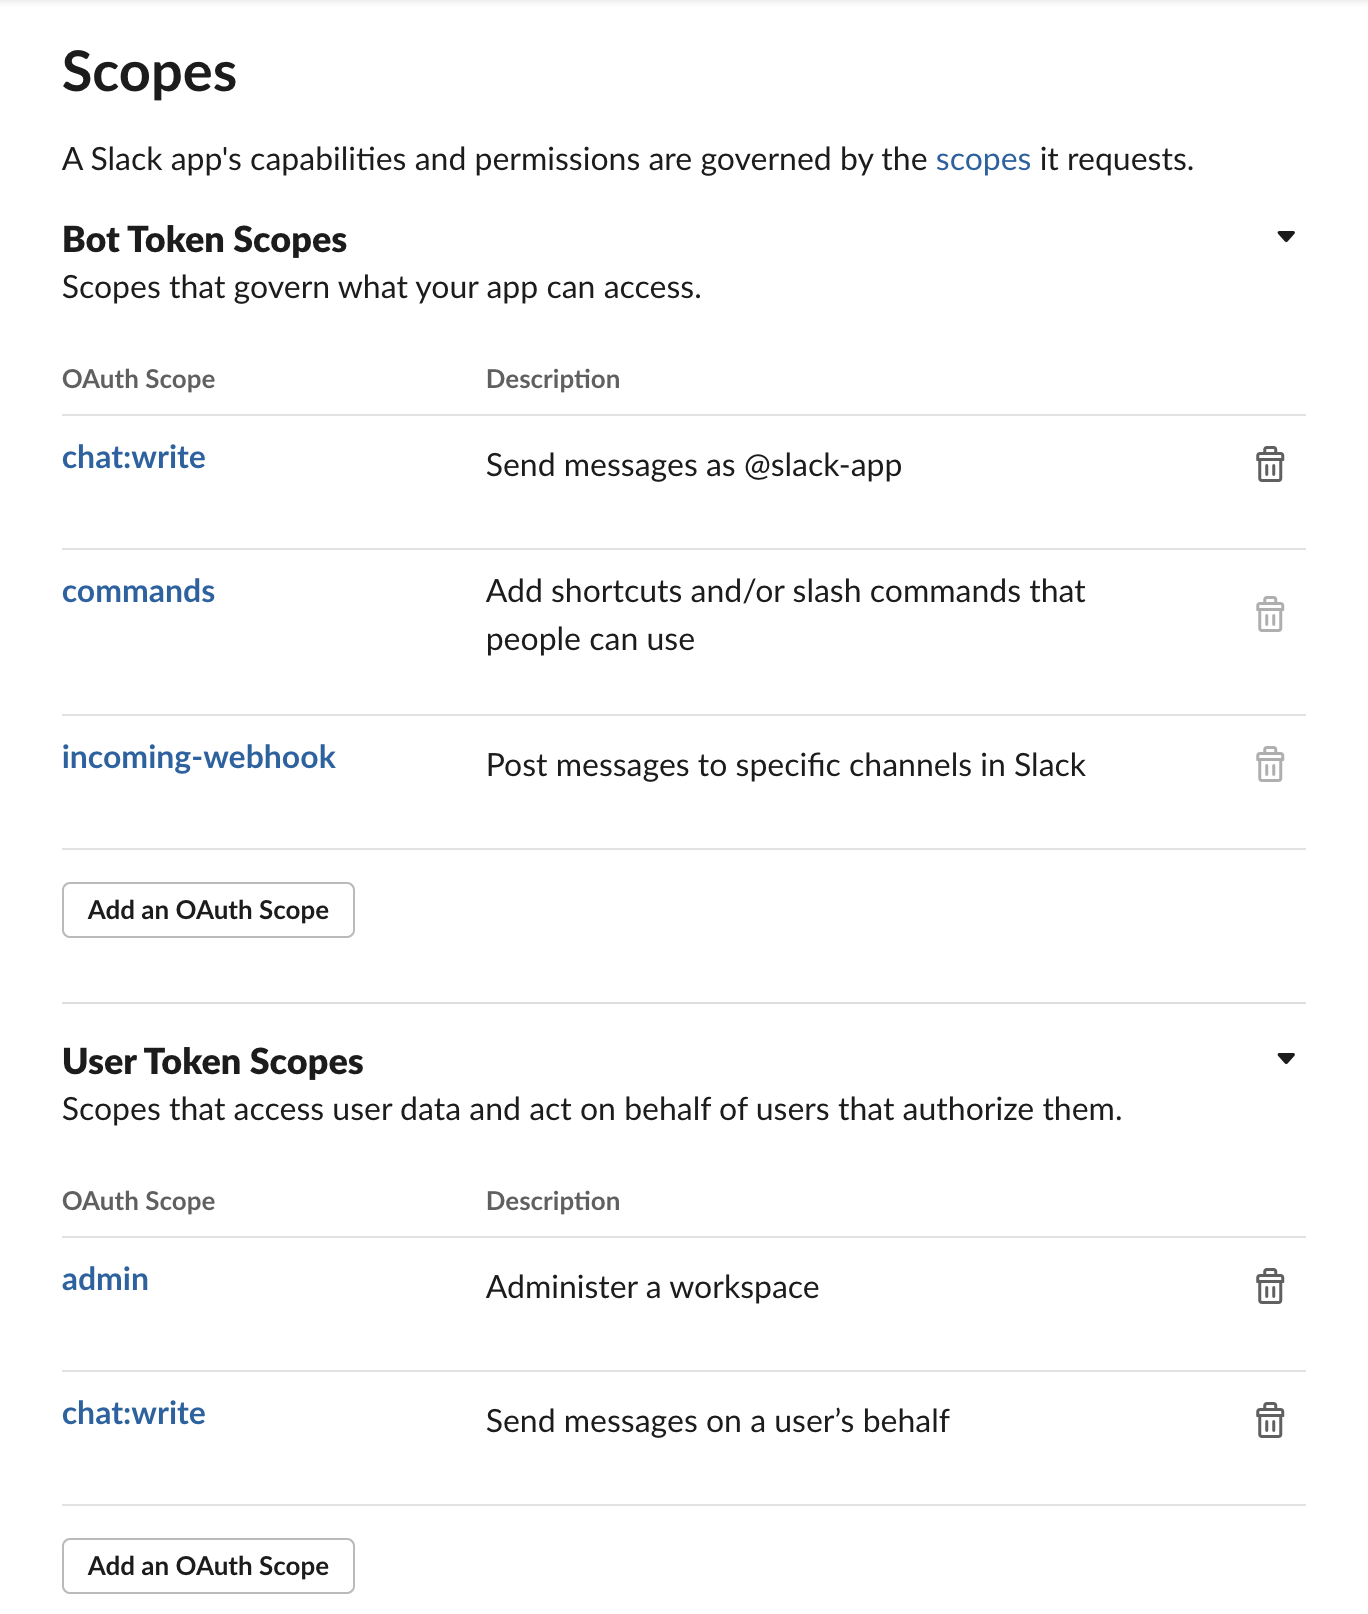 Scopes
A Slack app's capabilities and permissions are governed by the scopes it requests.
Bot Token Scopes
Scopes that govern what your app can access.
OAuth Scope Description
chat:write Send messages as @slack-app
commands Add shortcuts and/or slash commands that
people can use
incoming-webhook Post messages to specific channels in Slack
Add an OAuth Scope
User Token Scopes
Scopes that access user data and act on behalf of users that authorize them.
OAuth Scope Description
admin Administer a workspace
chat:write Send messages on a user’s behalf
Add an OAuth Scope